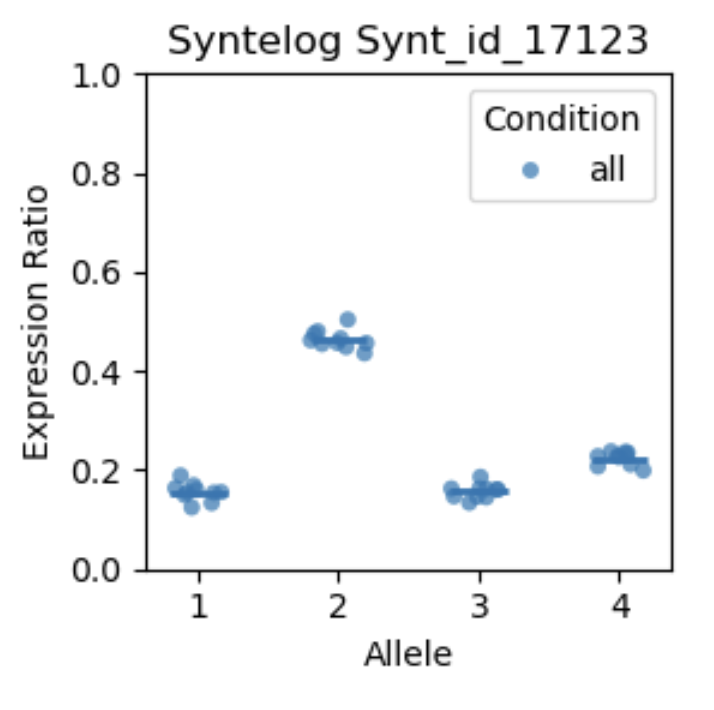 Syntelog Synt_id_17123
1.0
0.8
0.6
0.4
0.2
0.0
Expression Ratio
Condition
all
1 2 3 4
Allele